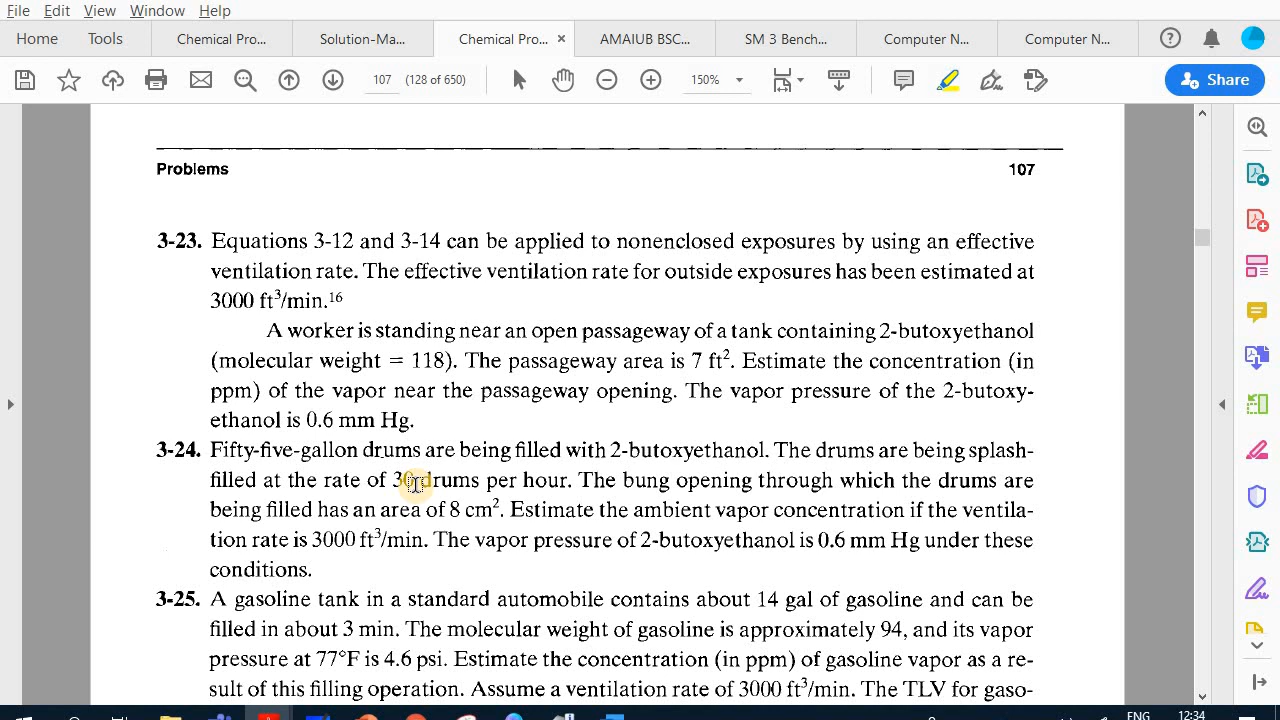 File Edit View Window Help
Home Tools Chemical Pro... Solution-Ma... Chemical Pro... × AMAIUB BSC... SM 3 Bench... Computer N... Computer N...
107 (128 of 650) 150% Share
Problems 107
3-23. Equations 3-12 and 3-14 can be applied to nonenclosed exposures by using an effective
ventilation rate. The effective ventilation rate for outside exposures has been estimated at
3000 ft³/min.¹⁶
A worker is standing near an open passageway of a tank containing 2-butoxyethanol
(molecular weight = 118). The passageway area is 7 ft². Estimate the concentration (in
ppm) of the vapor near the passageway opening. The vapor pressure of the 2-butoxy-
ethanol is 0.6 mm Hg.
3-24. Fifty-five-gallon drums are being filled with 2-butoxyethanol. The drums are being splash-
filled at the rate of 30 drums per hour. The bung opening through which the drums are
being filled has an area of 8 cm². Estimate the ambient vapor concentration if the ventila-
tion rate is 3000 ft³/min. The vapor pressure of 2-butoxyethanol is 0.6 mm Hg under these
conditions.
3-25. A gasoline tank in a standard automobile contains about 14 gal of gasoline and can be
filled in about 3 min. The molecular weight of gasoline is approximately 94, and its vapor
pressure at 77°F is 4.6 psi. Estimate the concentration (in ppm) of gasoline vapor as a re-
sult of this filling operation. Assume a ventilation rate of 3000 ft³/min. The TLV for gaso-
ENG 12:34